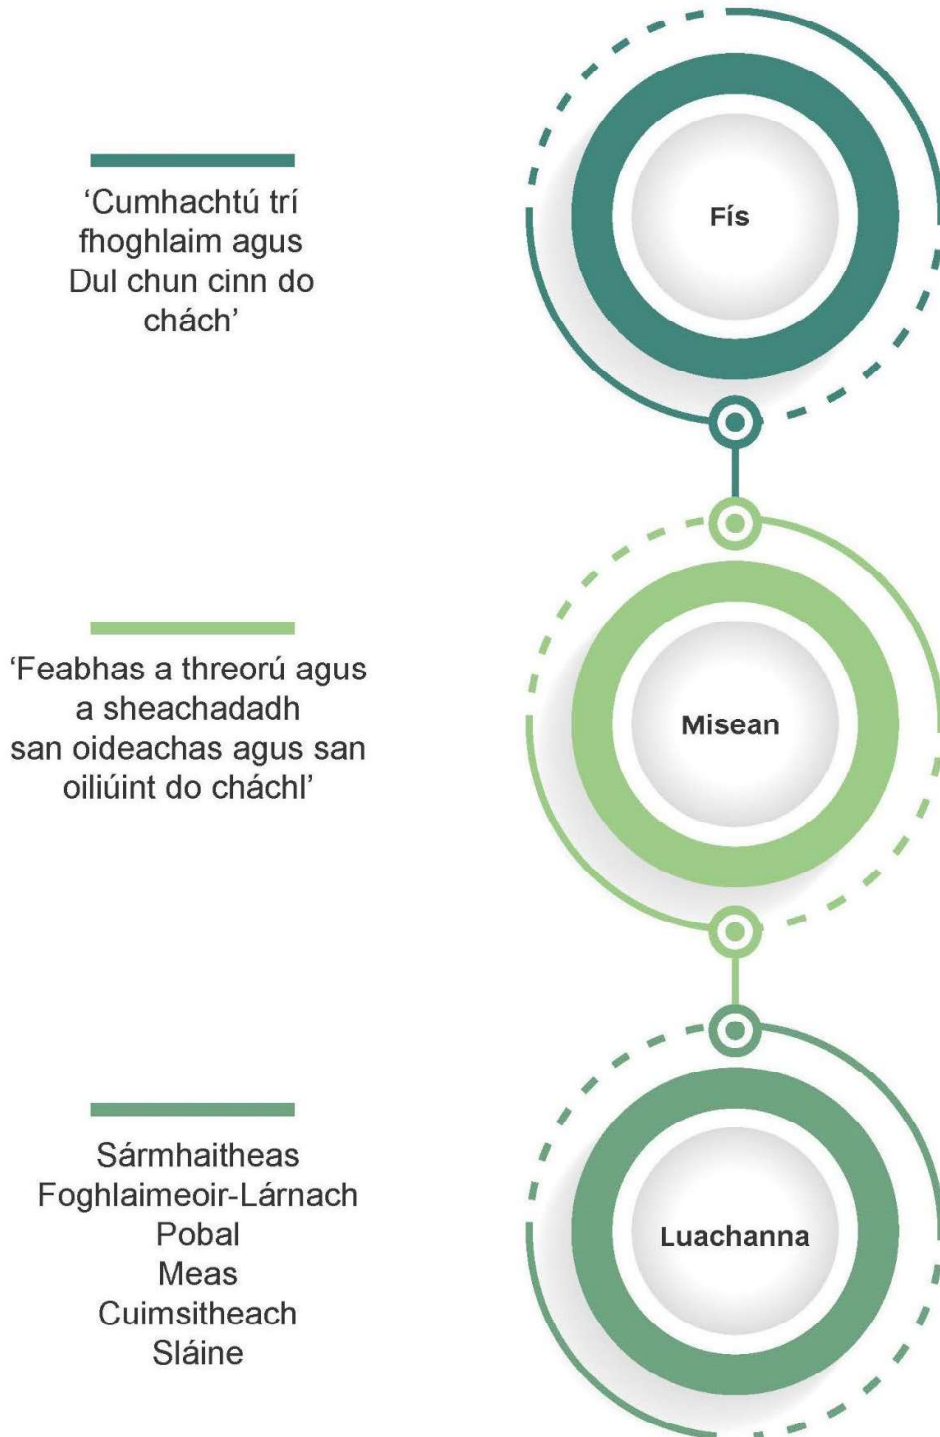 ‘Cumhachtú trí
fhoghlaim agus
Dul chun cinn do
chách’
Fís
‘Feabhas a threorú agus
a sheachadadh
san oideachas agus san
oiliúint do cháchl’
Misean
Sármhaitheas
Foghlaimeoir-Lárnach
Pobal
Meas
Cuimsitheach
Sláine
Luachanna